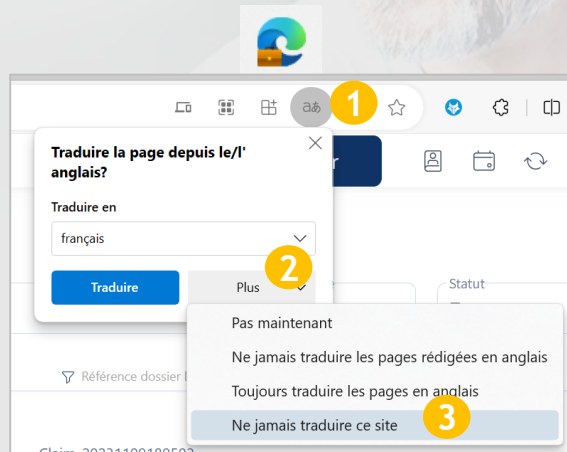 aあ
1
Traduire la page depuis le/l'
anglais?
r
Traduire en
français
2
Traduire
Plus
Statut
Pas maintenant
Ne jamais traduire les pages rédigées en anglais
Référence dossier
Toujours traduire les pages en anglais
3
Ne jamais traduire ce site